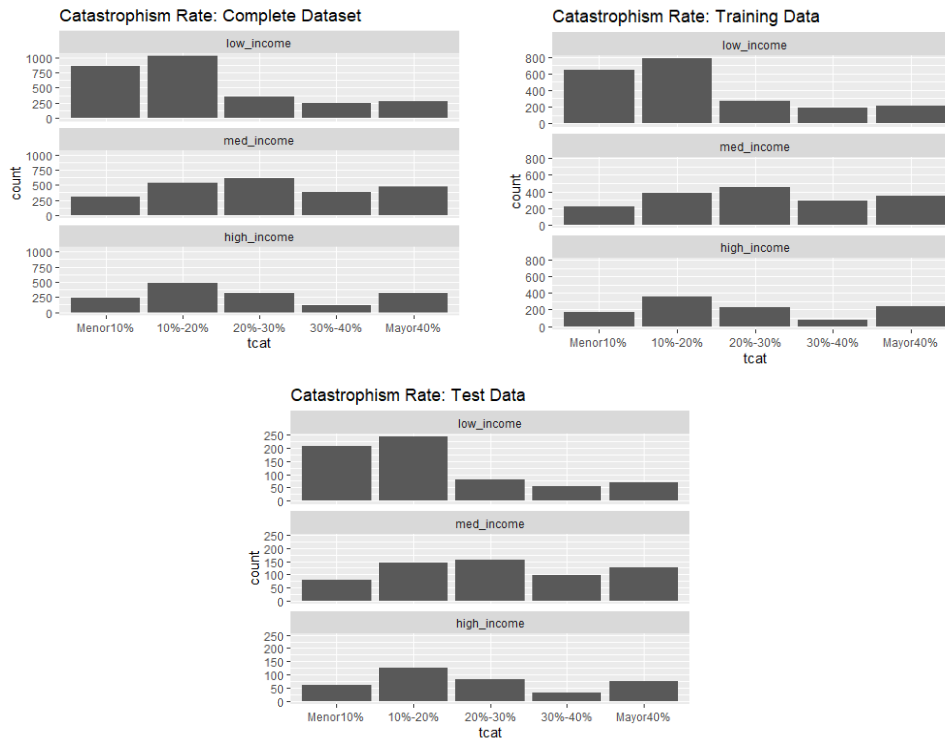 Catastrophism Rate: Complete Dataset
low_income
1000
750
500
250
0
med_income
1000
750
500
250
0
high_income
1000
750
500
250
0
count
Menor10% 10%-20% 20%-30% 30%-40% Mayor40%
tcat
Catastrophism Rate: Training Data
low_income
800
600
400
200
0
med_income
800
600
400
200
0
high_income
800
600
400
200
0
count
Menor10% 10%-20% 20%-30% 30%-40% Mayor40%
tcat
Catastrophism Rate: Test Data
low_income
250
200
150
100
50
0
med_income
250
200
150
100
50
0
high_income
250
200
150
100
50
0
count
Menor10% 10%-20% 20%-30% 30%-40% Mayor40%
tcat